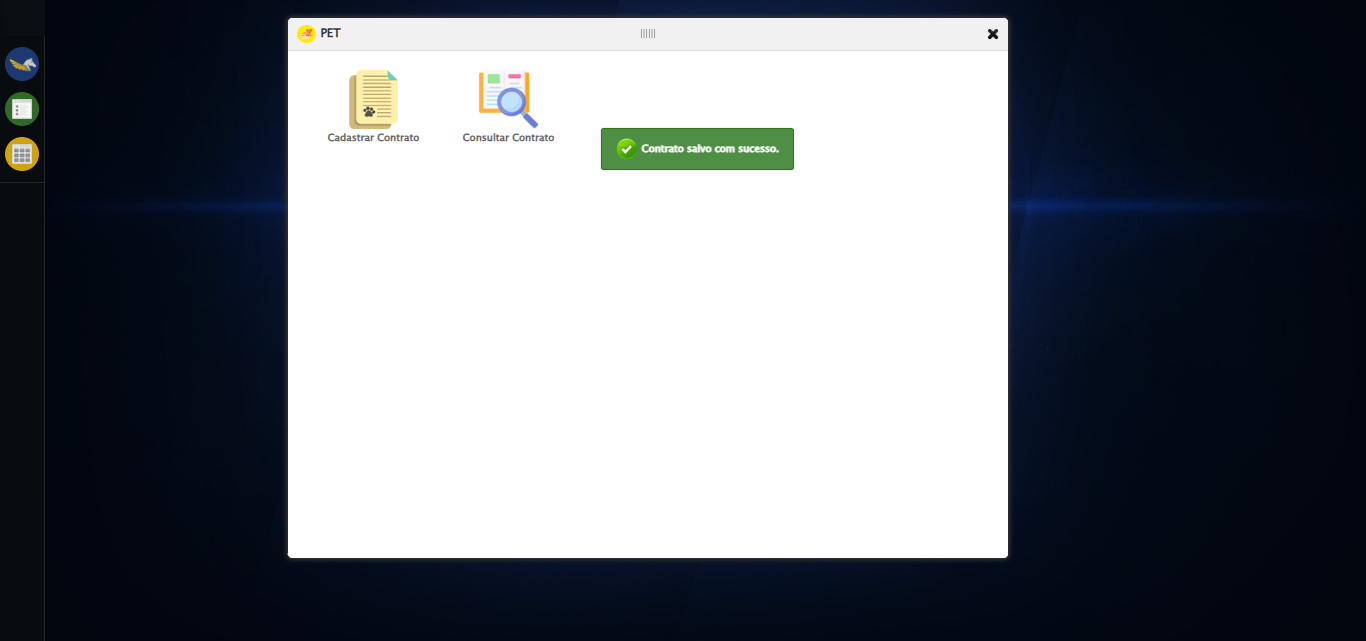 PET
Cadastrar Contrato
Consultar Contrato
Contrato salvo com sucesso.